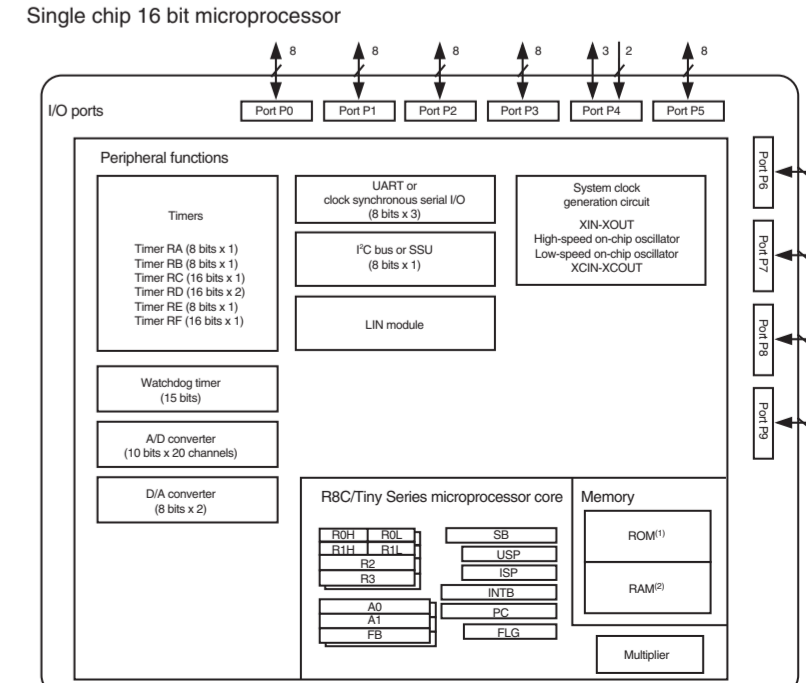 Single chip 16 bit microprocessor
8 8 8 8 3 2 8
I/O ports
Port P0 Port P1 Port P2 Port P3 Port P4 Port P5
Port P6
Port P7
Port P8
Port P9
Peripheral functions
Timers
Timer RA (8 bits x 1)
Timer RB (8 bits x 1)
Timer RC (16 bits x 1)
Timer RD (16 bits x 2)
Timer RE (8 bits x 1)
Timer RF (16 bits x 1)
UART or
clock synchronous serial I/O
(8 bits x 3)
I²C bus or SSU
(8 bits x 1)
LIN module
System clock
generation circuit
XIN-XOUT
High-speed on-chip oscillator
Low-speed on-chip oscillator
XCIN-XCOUT
Watchdog timer
(15 bits)
A/D converter
(10 bits x 20 channels)
D/A converter
(8 bits x 2)
R8C/Tiny Series microprocessor core
R0H R0L
R1H R1L
R2
R3
A0
A1
FB
SB
USP
ISP
INTB
PC
FLG
Memory
ROM(1)
RAM(2)
Multiplier